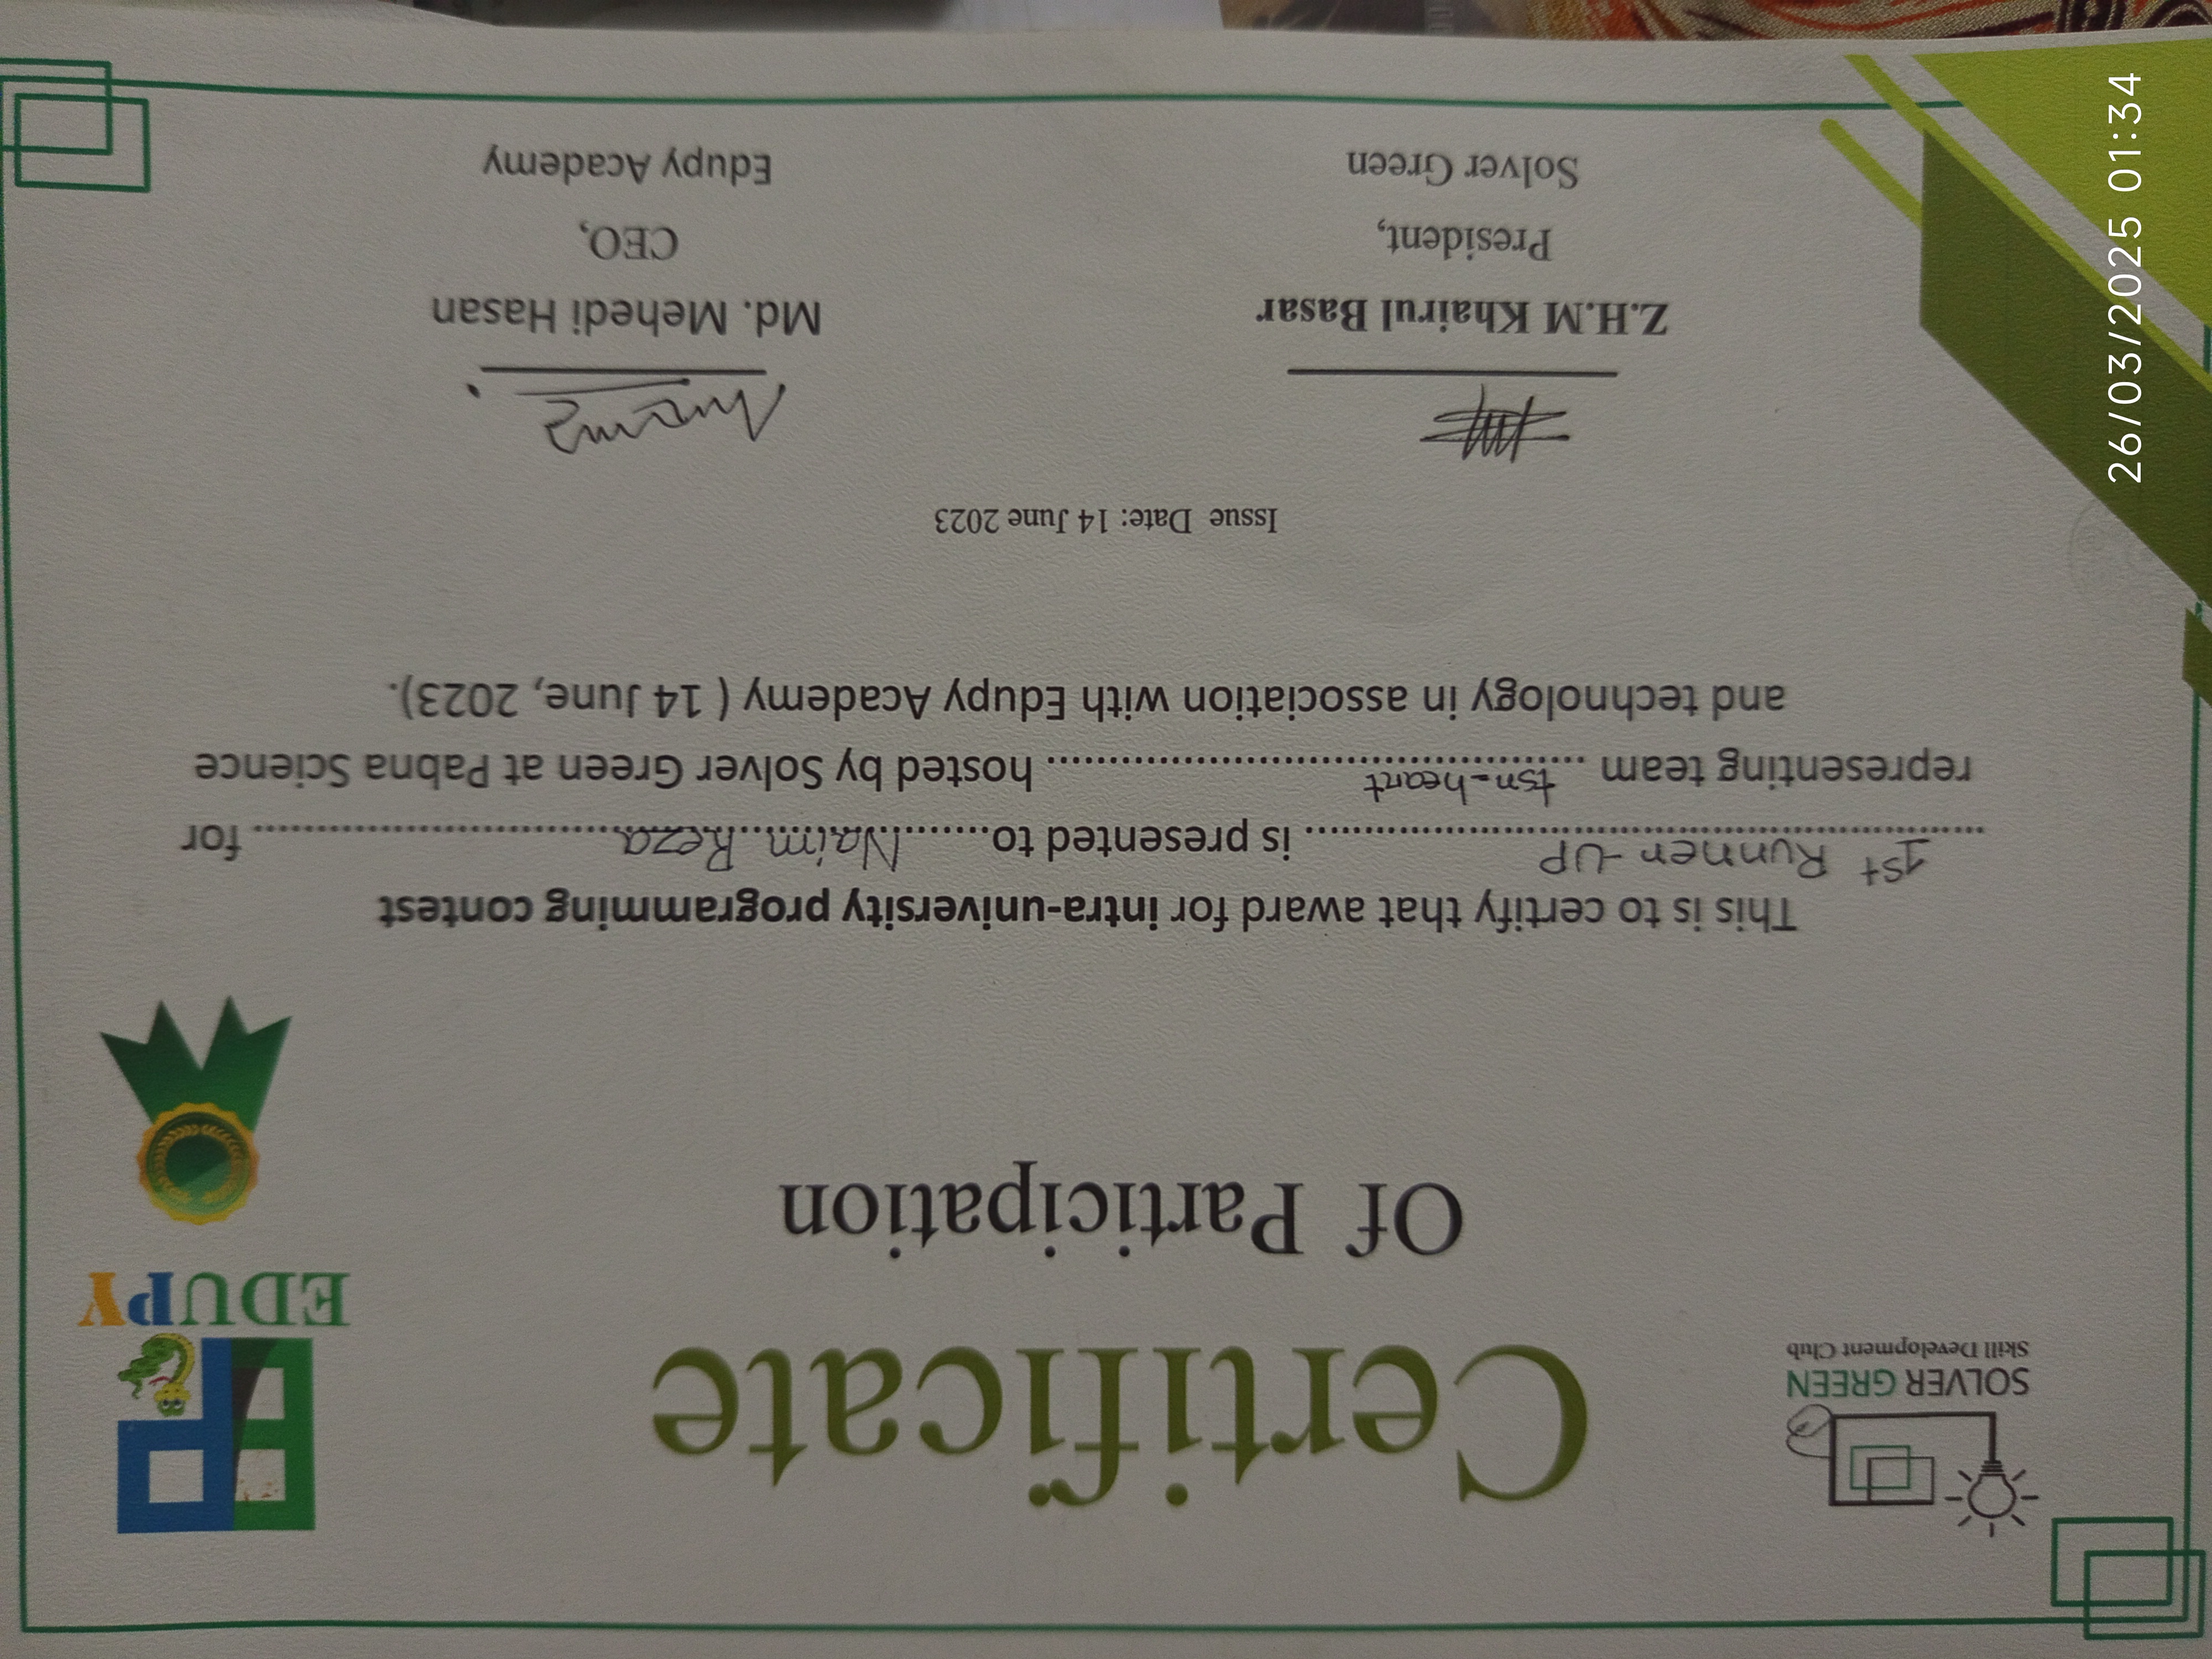 SOLVER GREEN
Skill Development Club
EDUPY
Certificate
Of Participation
This is to certify that award for intra-university programming contest
1st Runner-UP is presented to Naim Reza for
representing team tsn-heart hosted by Solver Green at Pabna Science
and technology in association with Edupy Academy ( 14 June, 2023).
Issue Date: 14 June 2023
Z.H.M Khairul Basar
President,
Solver Green
Md. Mehedi Hasan
CEO,
Edupy Academy
26/03/2025 01:34